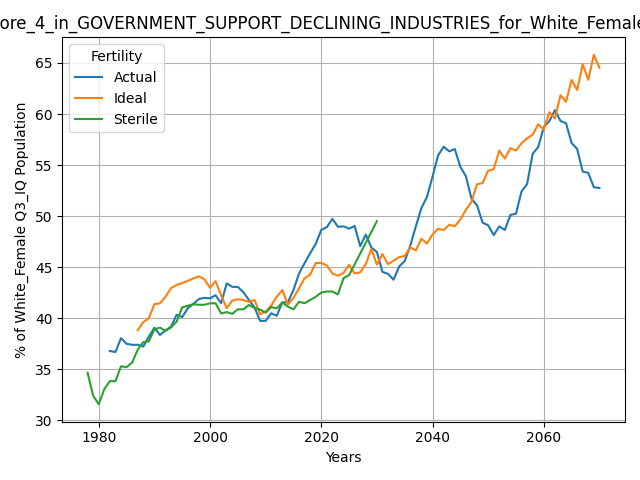 ore_4_in_GOVERNMENT_SUPPORT_DECLINING_INDUSTRIES_for_White_Female
Fertility
Actual
Ideal
Sterile
% of White_Female Q3_IQ Population
65
60
55
50
45
40
35
30
1980
2000
2020
2040
2060
Years